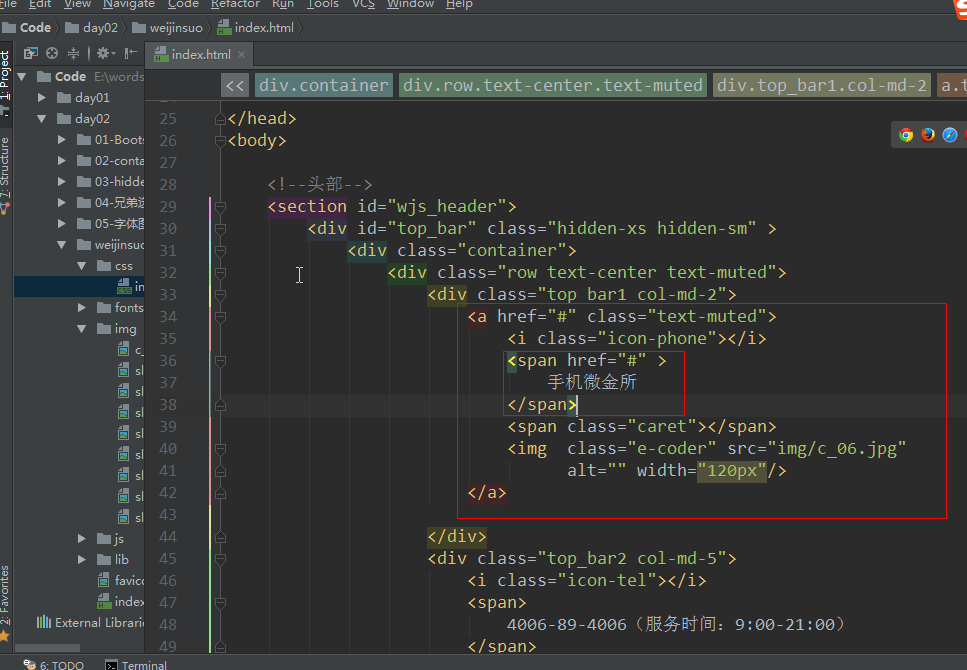 File Edit View Navigate Code Refactor Run Tools VCS Window Help
Code day02 weijinsuo index.html
1: Project
7: Structure
2: Favorites
Code E:\words
day01
day02
01-Boots
02-conta
03-hidde
04-兄弟选
05-字体图
weijinsuo
css
in
fonts
img
c_
sl
sl
sl
sl
sl
sl
sl
sl
js
lib
favico
index
External Librari
index.html ×
<< div.container div.row.text-center.text-muted div.top_bar1.col-md-2 a.t
25 </head>
26 <body>
27
28 <!--头部-->
29 <section id="wjs_header">
30 <div id="top_bar" class="hidden-xs hidden-sm" >
31 <div class="container">
32 <div class="row text-center text-muted">
33 <div class="top_bar1 col-md-2">
34 <a href="#" class="text-muted">
35 <i class="icon-phone"></i>
36 <span href="#" >
37 手机微金所
38 </span>
39 <span class="caret"></span>
40 <img class="e-coder" src="img/c_06.jpg"
41 alt="" width="120px"/>
42 </a>
43
44 </div>
45 <div class="top_bar2 col-md-5">
46 <i class="icon-tel"></i>
47 <span>
48 4006-89-4006（服务时间：9:00-21:00）
49 </span>
6: TODO Terminal